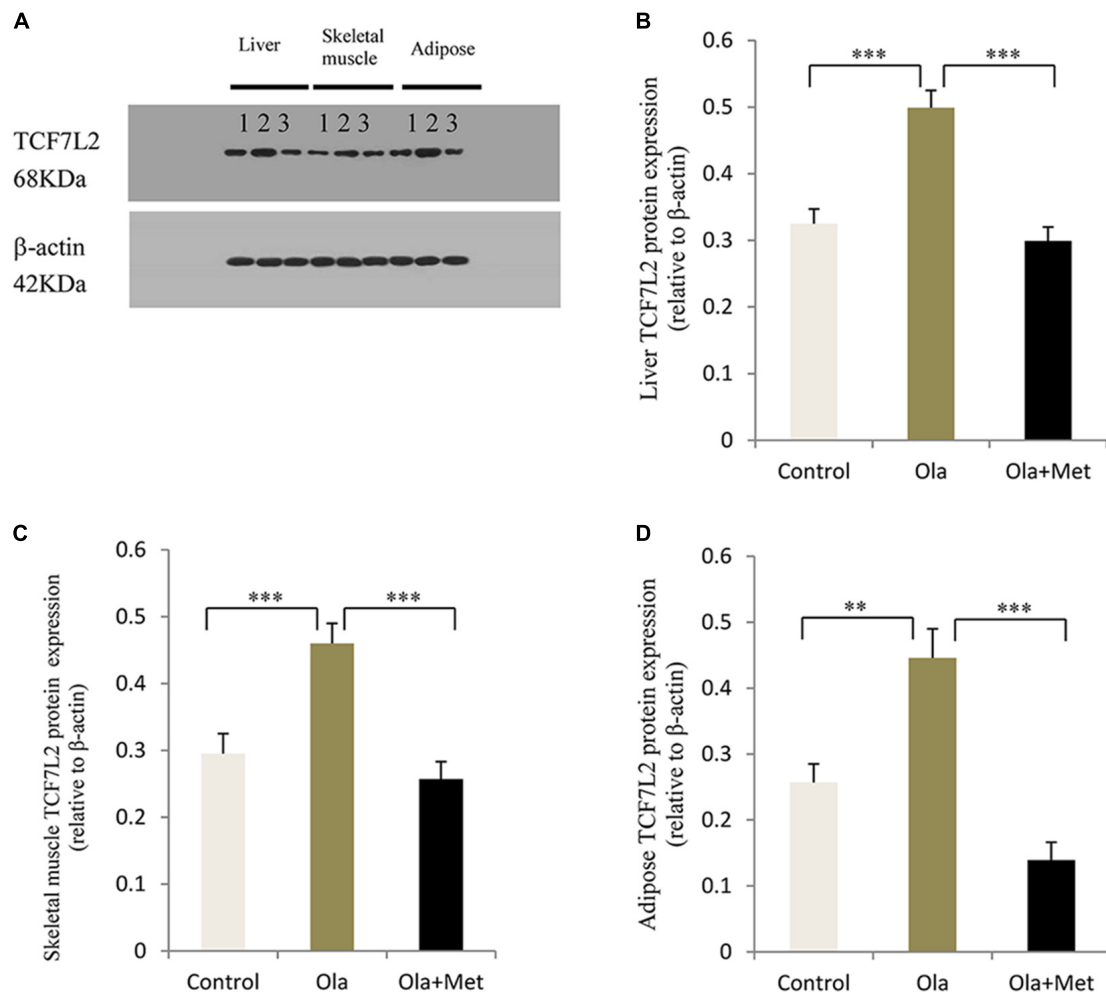 A
Liver
Skeletal
muscle
Adipose
1 2 3
1 2 3
1 2 3
TCF7L2
68KDa
β-actin
42KDa
B
Liver TCF7L2 protein expression
(relative to β-actin)
0.6
0.5
0.4
0.3
0.2
0.1
0
***
***
Control
Ola
Ola+Met
C
Skeletal muscle TCF7L2 protein expression
(relative to β-actin)
0.6
0.5
0.4
0.3
0.2
0.1
0
***
***
Control
Ola
Ola+Met
D
Adipose TCF7L2 protein expression
(relative to β-actin)
0.6
0.5
0.4
0.3
0.2
0.1
0
**
***
Control
Ola
Ola+Met